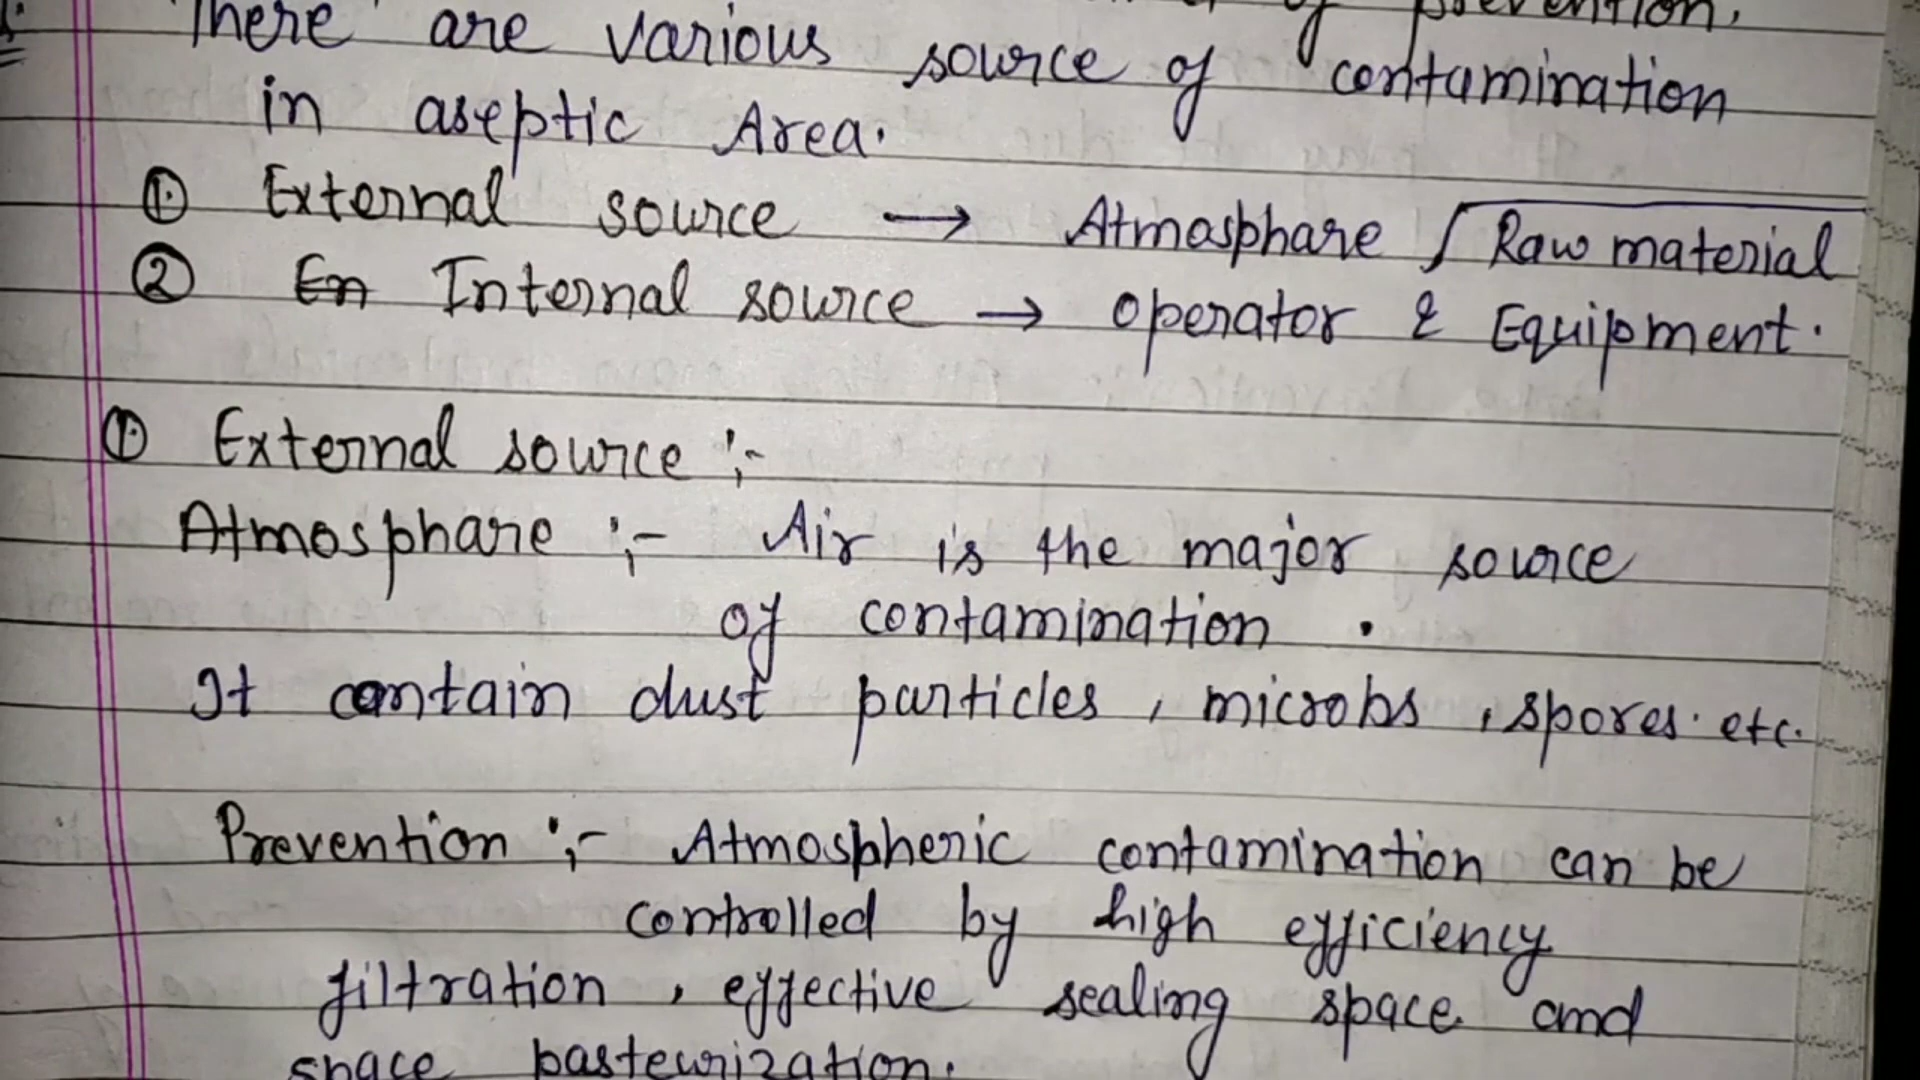 of prevention.
There are various source of contamination
in aseptic Area.
① External source → Atmosphare / Raw material
② En Internal source → operator & Equipment.
① External source :-
Atmosphare :- Air is the major source
of contamination .
It contain dust particles , microbs , spores. etc.
Prevention :- Atmospheric contamination can be
controlled by high efficiency
filtration , effective sealing space and
space pasteurization.